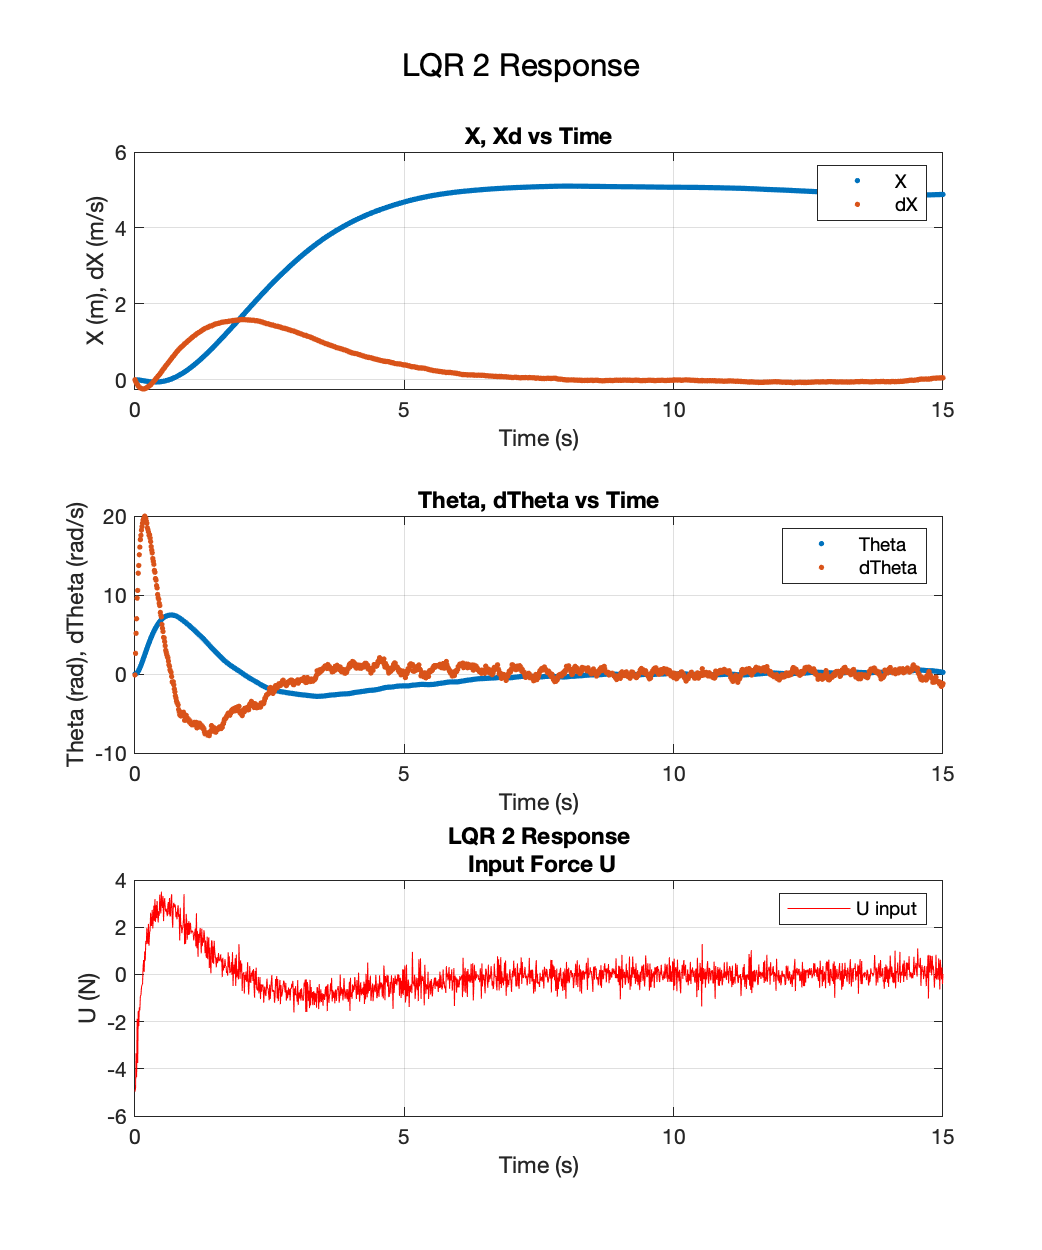 LQR 2 Response
X, Xd vs Time
X (m), dX (m/s)
6
4
2
0
X
dX
0 5 10 15
Time (s)
Theta, dTheta vs Time
Theta (rad), dTheta (rad/s)
20
10
0
-10
Theta
dTheta
0 5 10 15
Time (s)
LQR 2 Response
Input Force U
U (N)
4
2
0
-2
-4
-6
U input
0 5 10 15
Time (s)